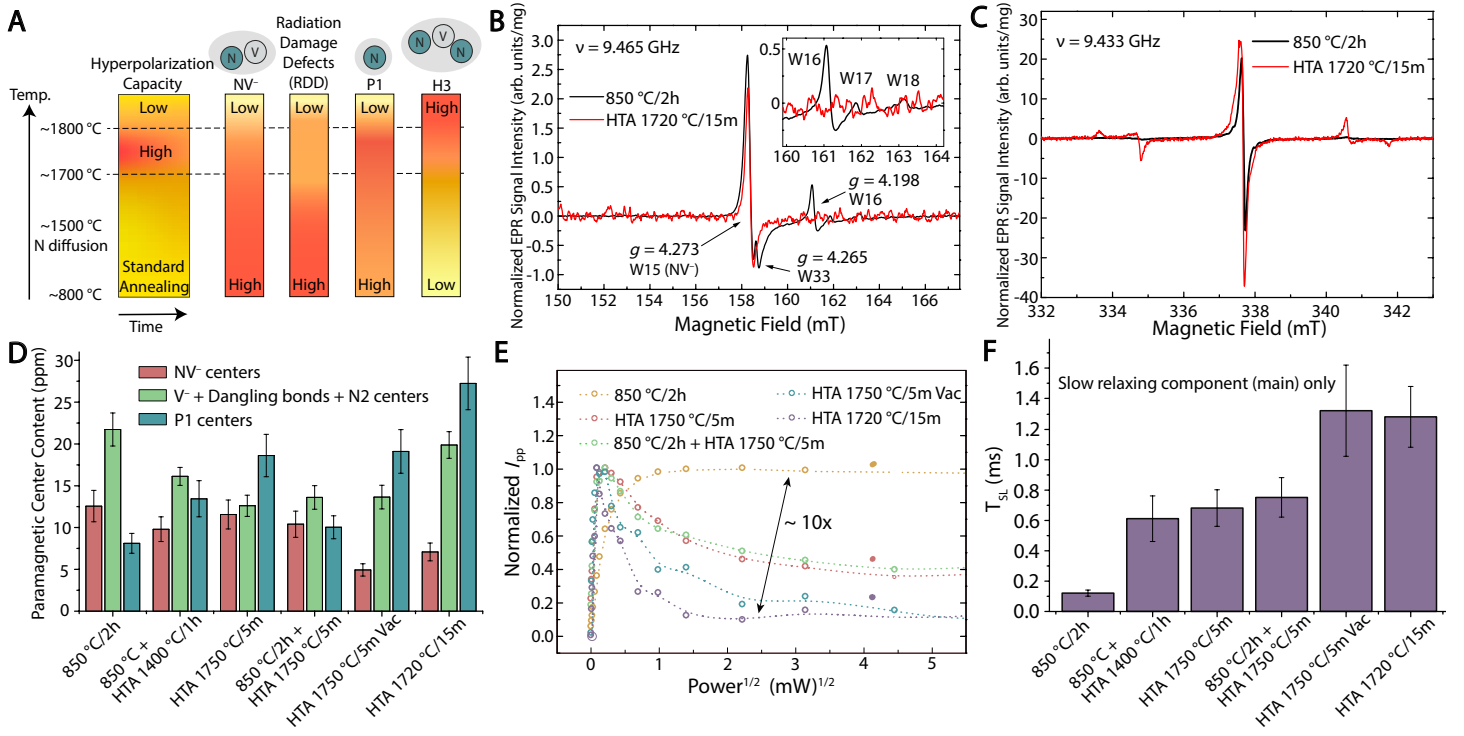 A
Hyperpolarization
Capacity
N
V
NV⁻
Radiation
Damage
Defects
(RDD)
N
P1
N
V
N
H3
Temp.
Low
Low
Low
Low
High
~1800 °C
High
~1700 °C
~1500 °C
N diffusion
Standard
Annealing
High
High
High
Low
~800 °C
Time
B
Normalized EPR Signal Intensity (arb. units/mg)
3.0
2.5
2.0
1.5
1.0
0.5
0.0
-0.5
-1.0
ν = 9.465 GHz
850 °C/2h
HTA 1720 °C/15m
0.5
0
W16
W17
W18
160 161 162 163 164
g = 4.198
W16
g = 4.273
W15 (NV⁻)
g = 4.265
W33
150 152 154 156 158 160 162 164 166
Magnetic Field (mT)
C
Normalized EPR Signal Intensity (arb. units/mg)
30
20
10
0
-10
-20
-30
-40
ν = 9.433 GHz
850 °C/2h
HTA 1720 °C/15m
332 334 336 338 340 342
Magnetic Field (mT)
D
Paramagnetic Center Content (ppm)
30
25
20
15
10
5
0
NV⁻ centers
V⁻ + Dangling bonds + N2 centers
P1 centers
850 °C/2h
850 °C +
HTA 1400 °C/1h
HTA 1750 °C/5m
850 °C/2h +
HTA 1750 °C/5m
HTA 1750 °C/5m Vac
HTA 1720 °C/15m
E
Normalized Ipp
1.4
1.2
1.0
0.8
0.6
0.4
0.2
0.0
850 °C/2h
HTA 1750 °C/5m
850 °C/2h + HTA 1750 °C/5m
HTA 1750 °C/5m Vac
HTA 1720 °C/15m
~ 10x
0 1 2 3 4 5
Power1/2 (mW)1/2
F
TSL (ms)
1.6
1.4
1.2
1.0
0.8
0.6
0.4
0.2
0.0
Slow relaxing component (main) only
850 °C/2h
850 °C +
HTA 1400 °C/1h
HTA 1750 °C/5m
850 °C/2h +
HTA 1750 °C/5m
HTA 1750 °C/5m Vac
HTA 1720 °C/15m